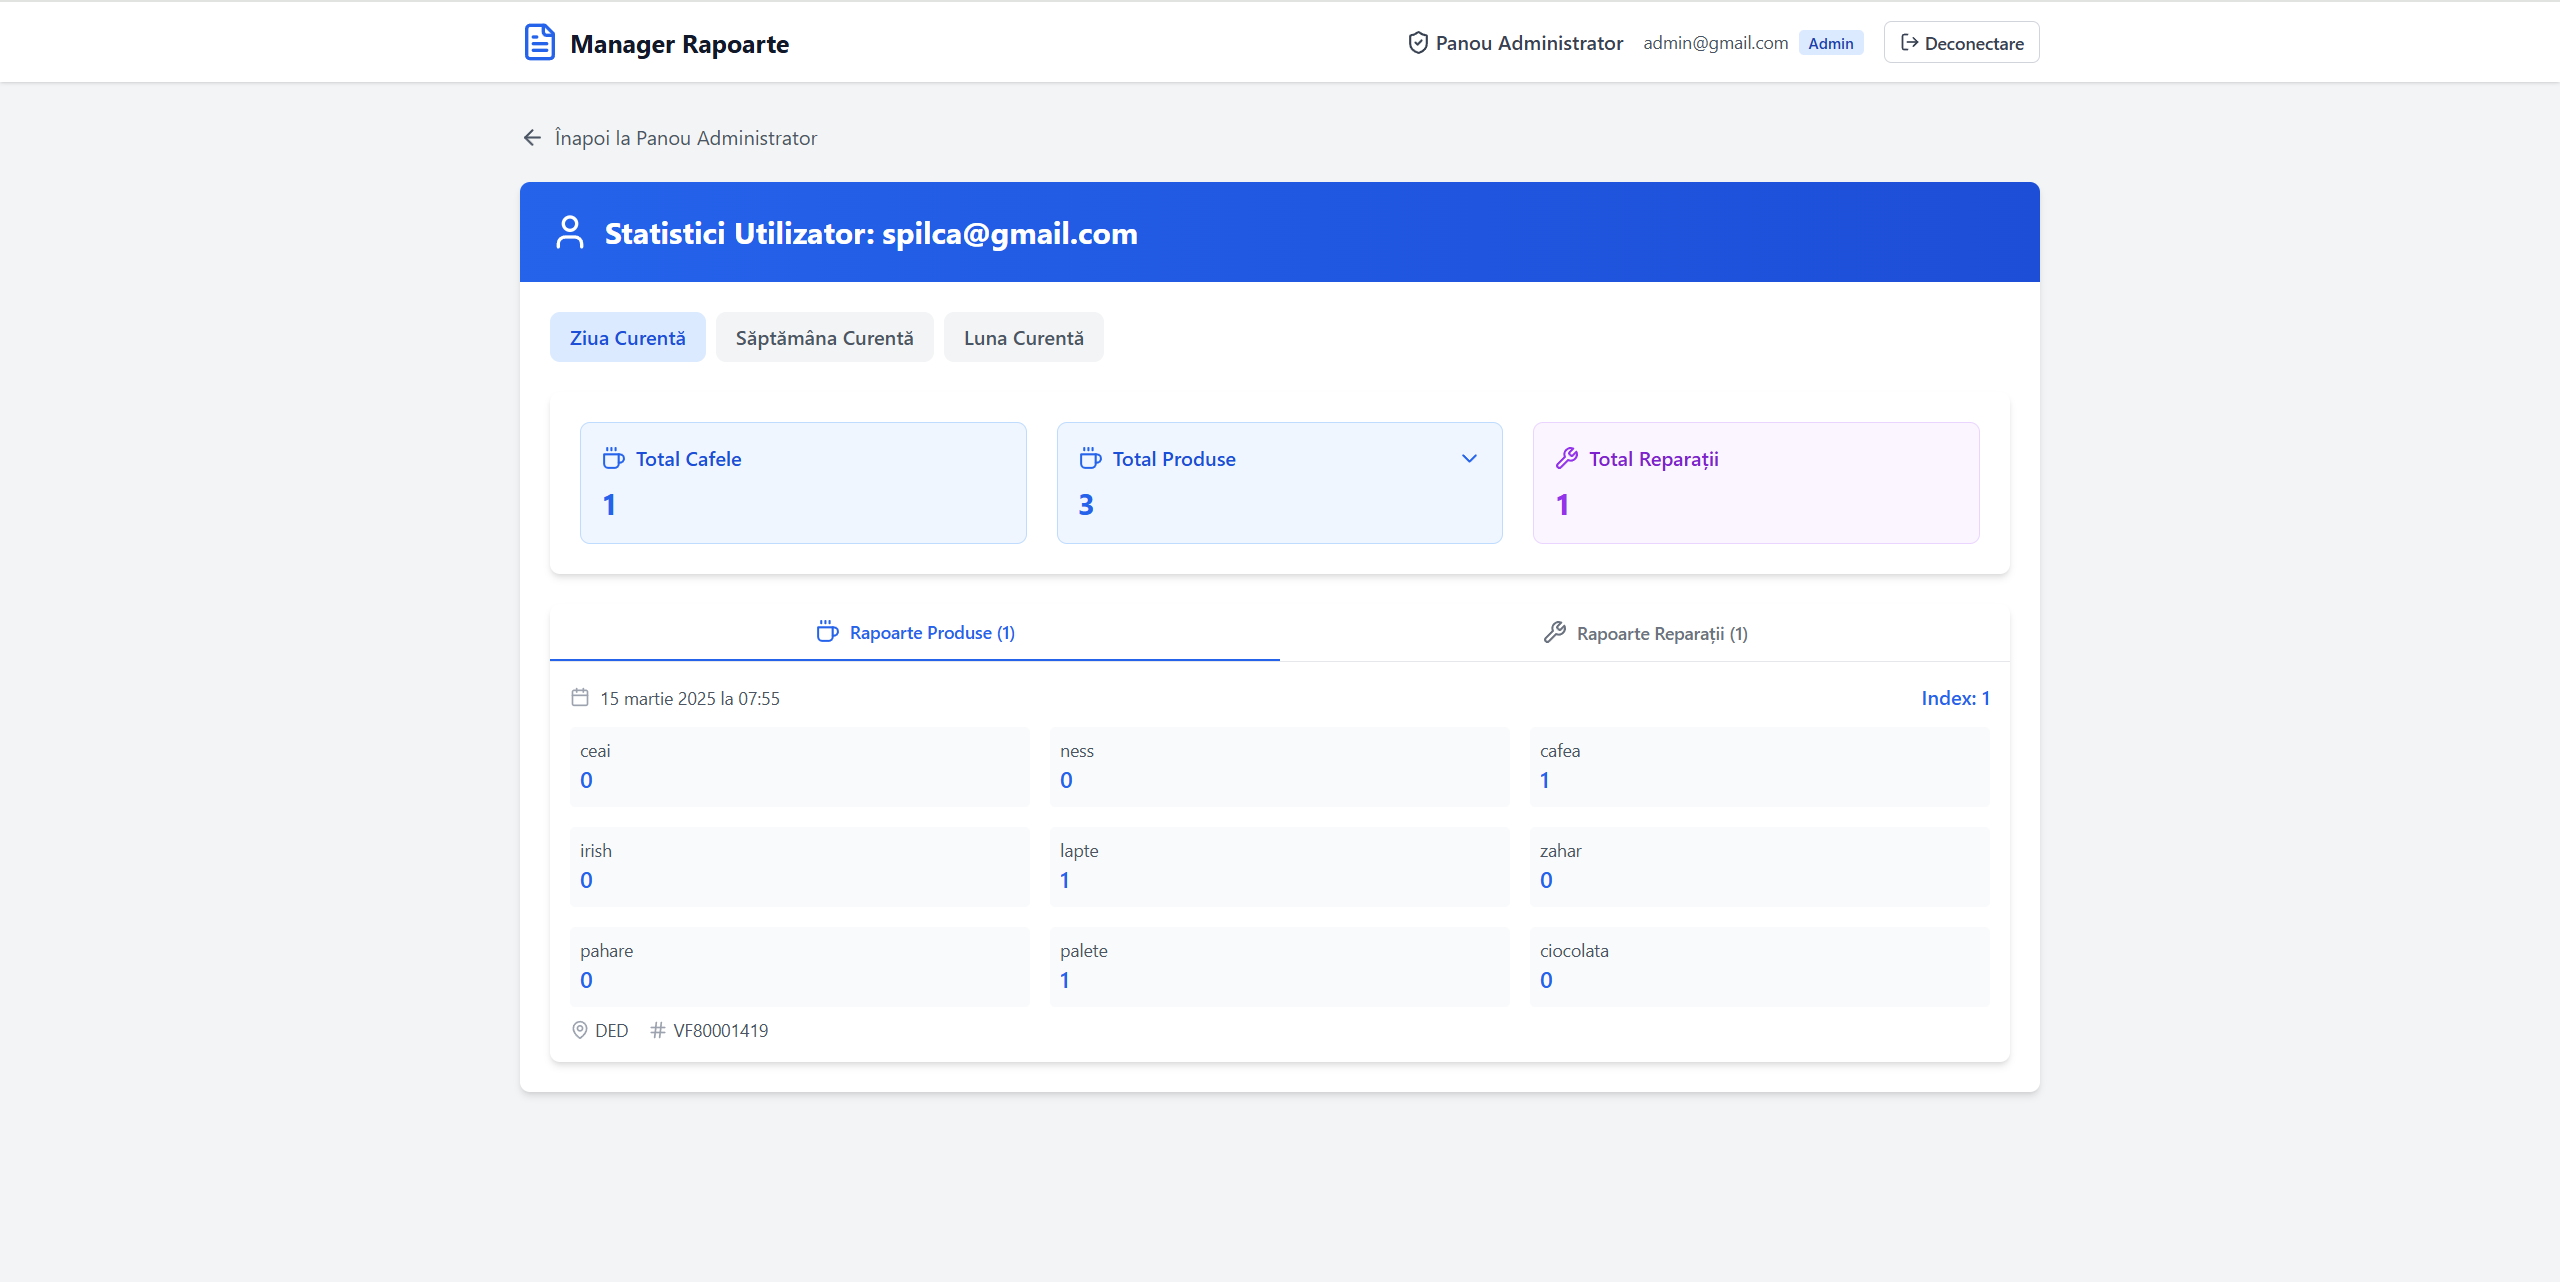 Manager Rapoarte
Panou Administrator admin@gmail.com Admin Deconectare
Înapoi la Panou Administrator
Statistici Utilizator: spilca@gmail.com
Ziua Curentă Săptămâna Curentă Luna Curentă
Total Cafele
1
Total Produse
3
Total Reparații
1
Rapoarte Produse (1) Rapoarte Reparații (1)
15 martie 2025 la 07:55 Index: 1
ceai
0
ness
0
cafea
1
irish
0
lapte
1
zahar
0
pahare
0
palete
1
ciocolata
0
DED # VF80001419